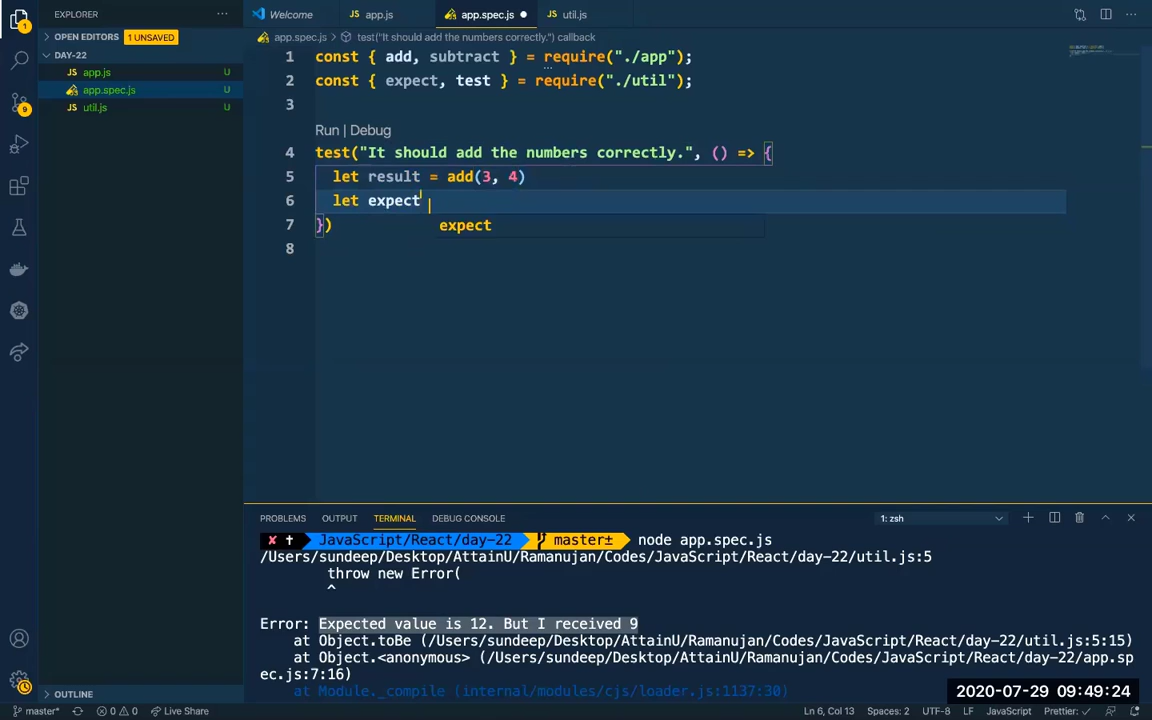 EXPLORER
OPEN EDITORS 1 UNSAVED
DAY-22
app.js U
app.spec.js U
util.js U
OUTLINE
1
9
Welcome app.js app.spec.js util.js
app.spec.js > test("It should add the numbers correctly.") callback
1 const { add, subtract } = require("./app");
2 const { expect, test } = require("./util");
3
Run | Debug
4 test("It should add the numbers correctly.", () => {
5 let result = add(3, 4)
6 let expect
7 })
expect
8
PROBLEMS OUTPUT TERMINAL DEBUG CONSOLE 1: zsh
JavaScript/React/day-22 master± node app.spec.js
/Users/sundeep/Desktop/AttainU/Ramanujan/Codes/JavaScript/React/day-22/util.js:5
throw new Error(
^
Error: Expected value is 12. But I received 9
at Object.toBe (/Users/sundeep/Desktop/AttainU/Ramanujan/Codes/JavaScript/React/day-22/util.js:5:15)
at Object.<anonymous> (/Users/sundeep/Desktop/AttainU/Ramanujan/Codes/JavaScript/React/day-22/app.sp
ec.js:7:16)
at Module._compile (internal/modules/cjs/loader.js:1137:30)
2020-07-29 09:49:24
master* 0 0 Live Share Ln 6, Col 13 Spaces: 2 UTF-8 LF JavaScript Prettier: ✓